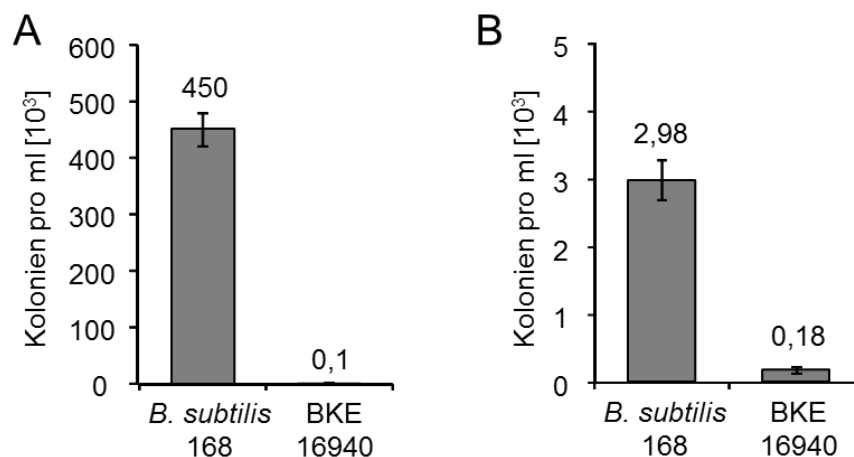 A
Kolonien pro ml [10³]
600
500
400
300
200
100
0
450
0,1
B. subtilis
168
BKE
16940
B
Kolonien pro ml [10³]
5
4
3
2
1
0
2,98
0,18
B. subtilis
168
BKE
16940